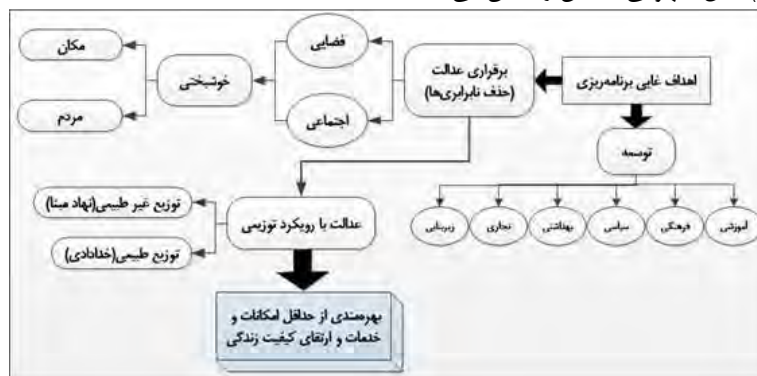 اهداف غایی برنامه‌ریزی
برقراری عدالت
(حذف نابرابری‌ها)
فضایی
اجتماعی
خوشبختی
مکان
مردم
توسعه
آموزشی
فرهنگی
سیاسی
بهداشتی
تجاری
زیربنایی
عدالت با رویکرد توزیعی
توزیع غیر طبیعی(نهاد مبنا)
توزیع طبیعی(خدادادی)
بهره‌مندی از حداقل امکانات و
خدمات و ارتقای کیفیت زندگی